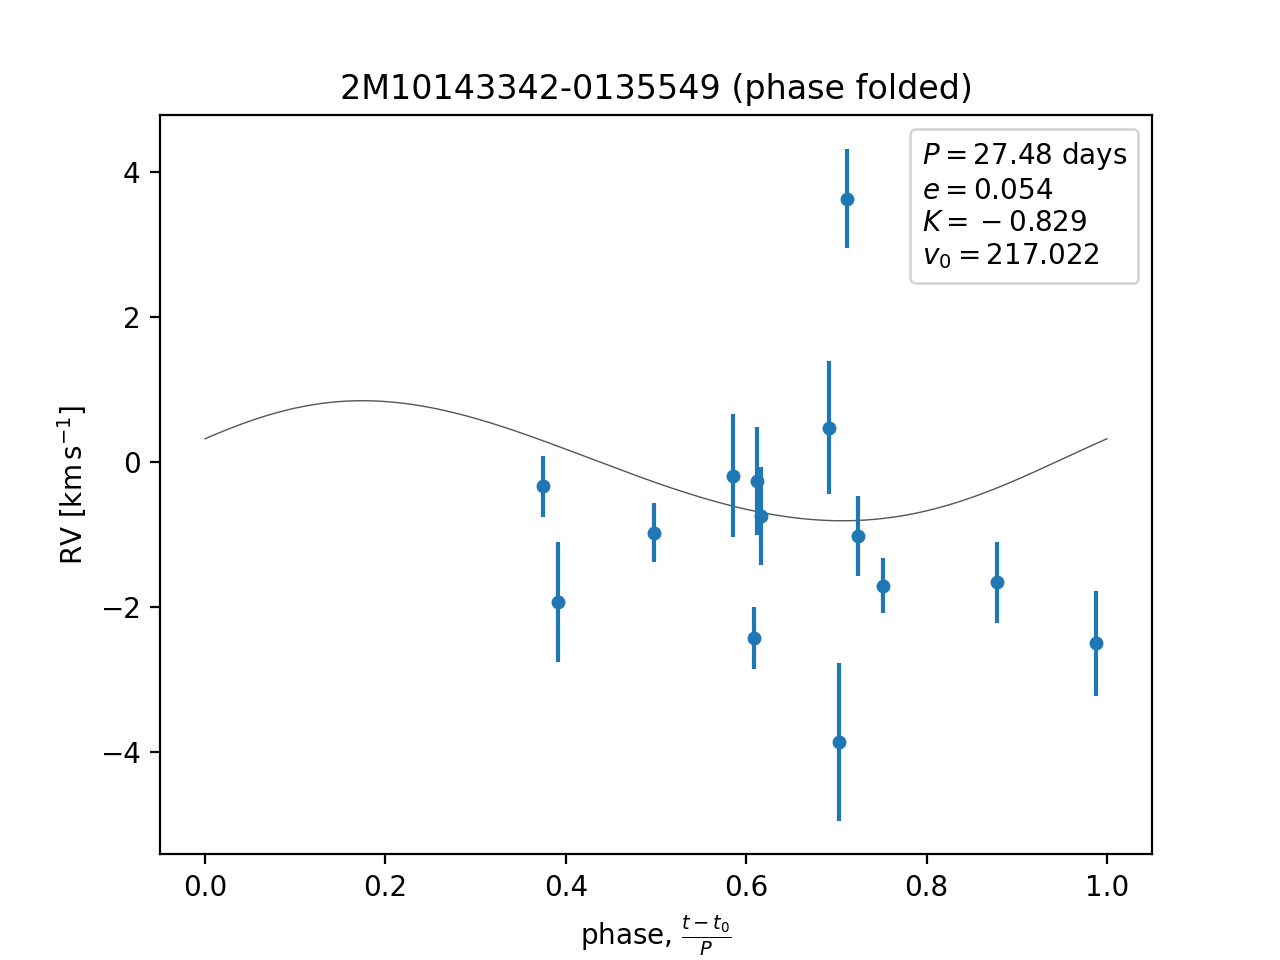 2M10143342-0135549 (phase folded)
P = 27.48 days
e = 0.054
K = −0.829
v₀ = 217.022
4
2
0
−2
−4
RV [km s⁻¹]
0.0 0.2 0.4 0.6 0.8 1.0
phase, (t − t₀)/P